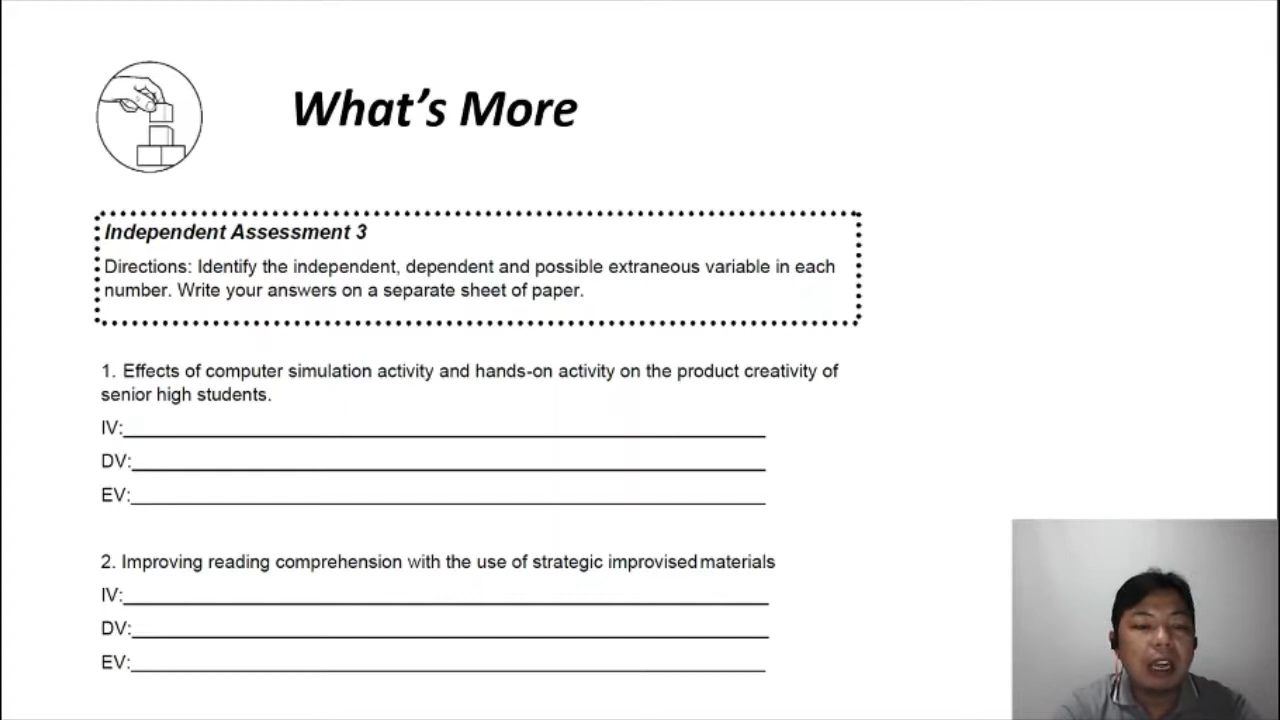 What's More
Independent Assessment 3
Directions: Identify the independent, dependent and possible extraneous variable in each
number. Write your answers on a separate sheet of paper.
1. Effects of computer simulation activity and hands-on activity on the product creativity of
senior high students.
IV:
DV:
EV:
2. Improving reading comprehension with the use of strategic improvised materials
IV:
DV:
EV: